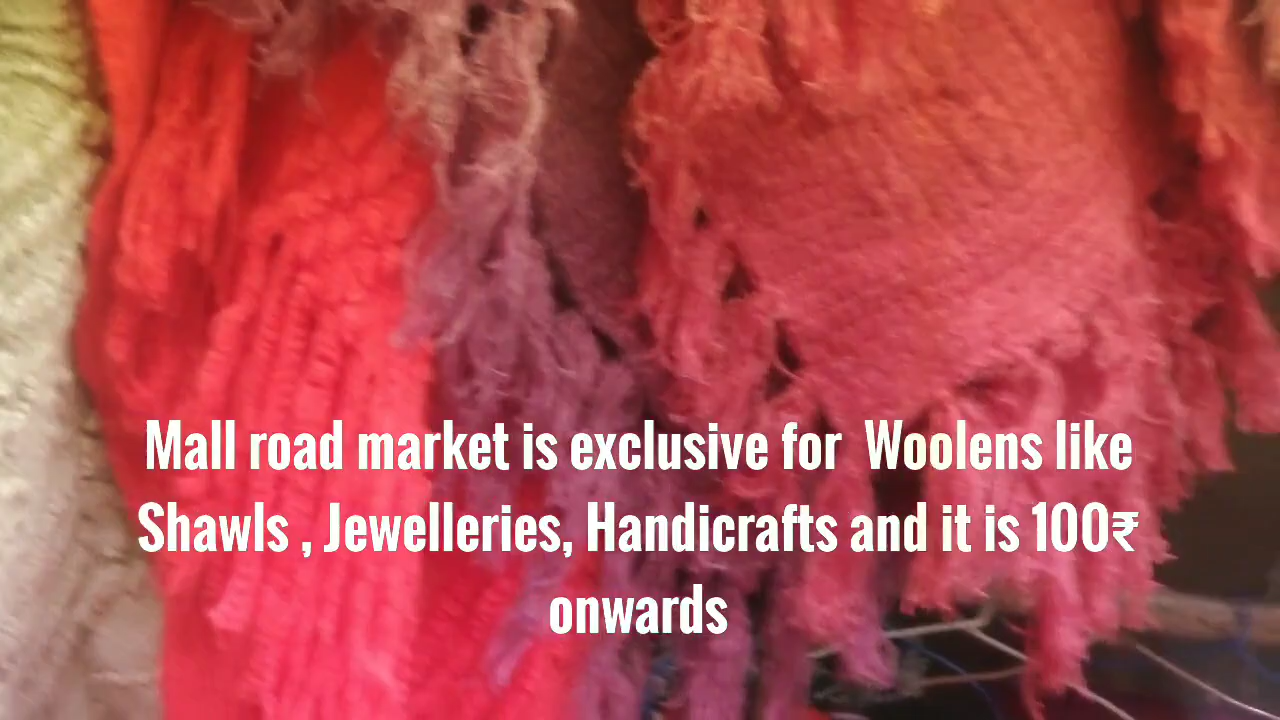 Mall road market is exclusive for  Woolens like
Shawls , Jewelleries, Handicrafts and it is 100₹
onwards